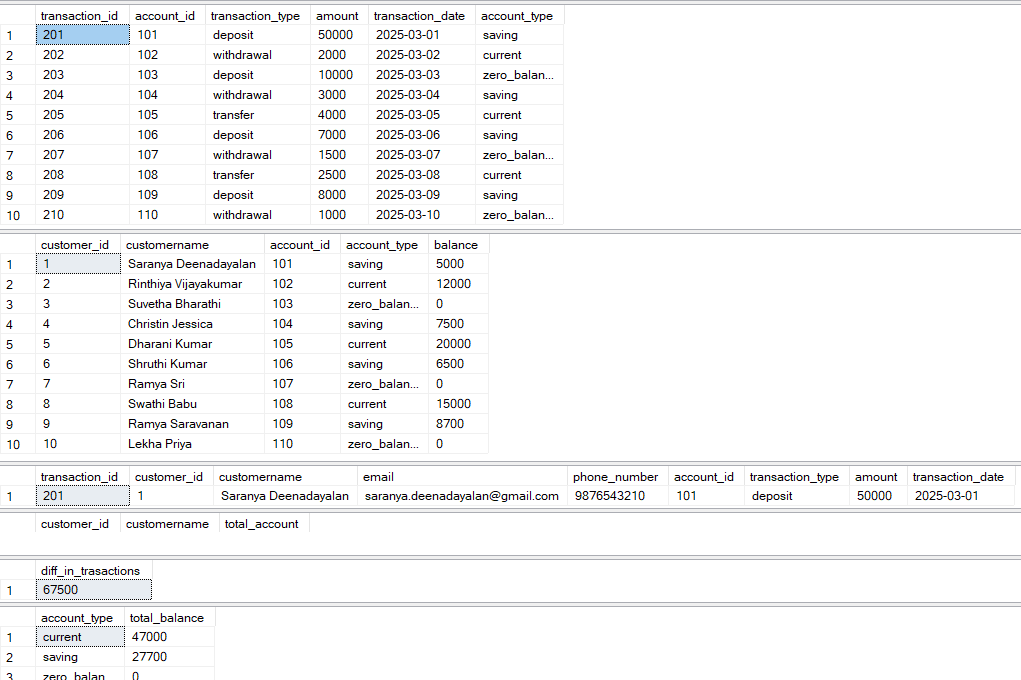 transaction_id account_id transaction_type amount transaction_date account_type
1 201 101 deposit 50000 2025-03-01 saving
2 202 102 withdrawal 2000 2025-03-02 current
3 203 103 deposit 10000 2025-03-03 zero_balan...
4 204 104 withdrawal 3000 2025-03-04 saving
5 205 105 transfer 4000 2025-03-05 current
6 206 106 deposit 7000 2025-03-06 saving
7 207 107 withdrawal 1500 2025-03-07 zero_balan...
8 208 108 transfer 2500 2025-03-08 current
9 209 109 deposit 8000 2025-03-09 saving
10 210 110 withdrawal 1000 2025-03-10 zero_balan...
customer_id customername account_id account_type balance
1 1 Saranya Deenadayalan 101 saving 5000
2 2 Rinthiya Vijayakumar 102 current 12000
3 3 Suvetha Bharathi 103 zero_balan... 0
4 4 Christin Jessica 104 saving 7500
5 5 Dharani Kumar 105 current 20000
6 6 Shruthi Kumar 106 saving 6500
7 7 Ramya Sri 107 zero_balan... 0
8 8 Swathi Babu 108 current 15000
9 9 Ramya Saravanan 109 saving 8700
10 10 Lekha Priya 110 zero_balan... 0
transaction_id customer_id customername email phone_number account_id transaction_type amount transaction_date
1 201 1 Saranya Deenadayalan saranya.deenadayalan@gmail.com 9876543210 101 deposit 50000 2025-03-01
customer_id customername total_account
diff_in_trasactions
1 67500
account_type total_balance
1 current 47000
2 saving 27700
3 zero_balan... 0